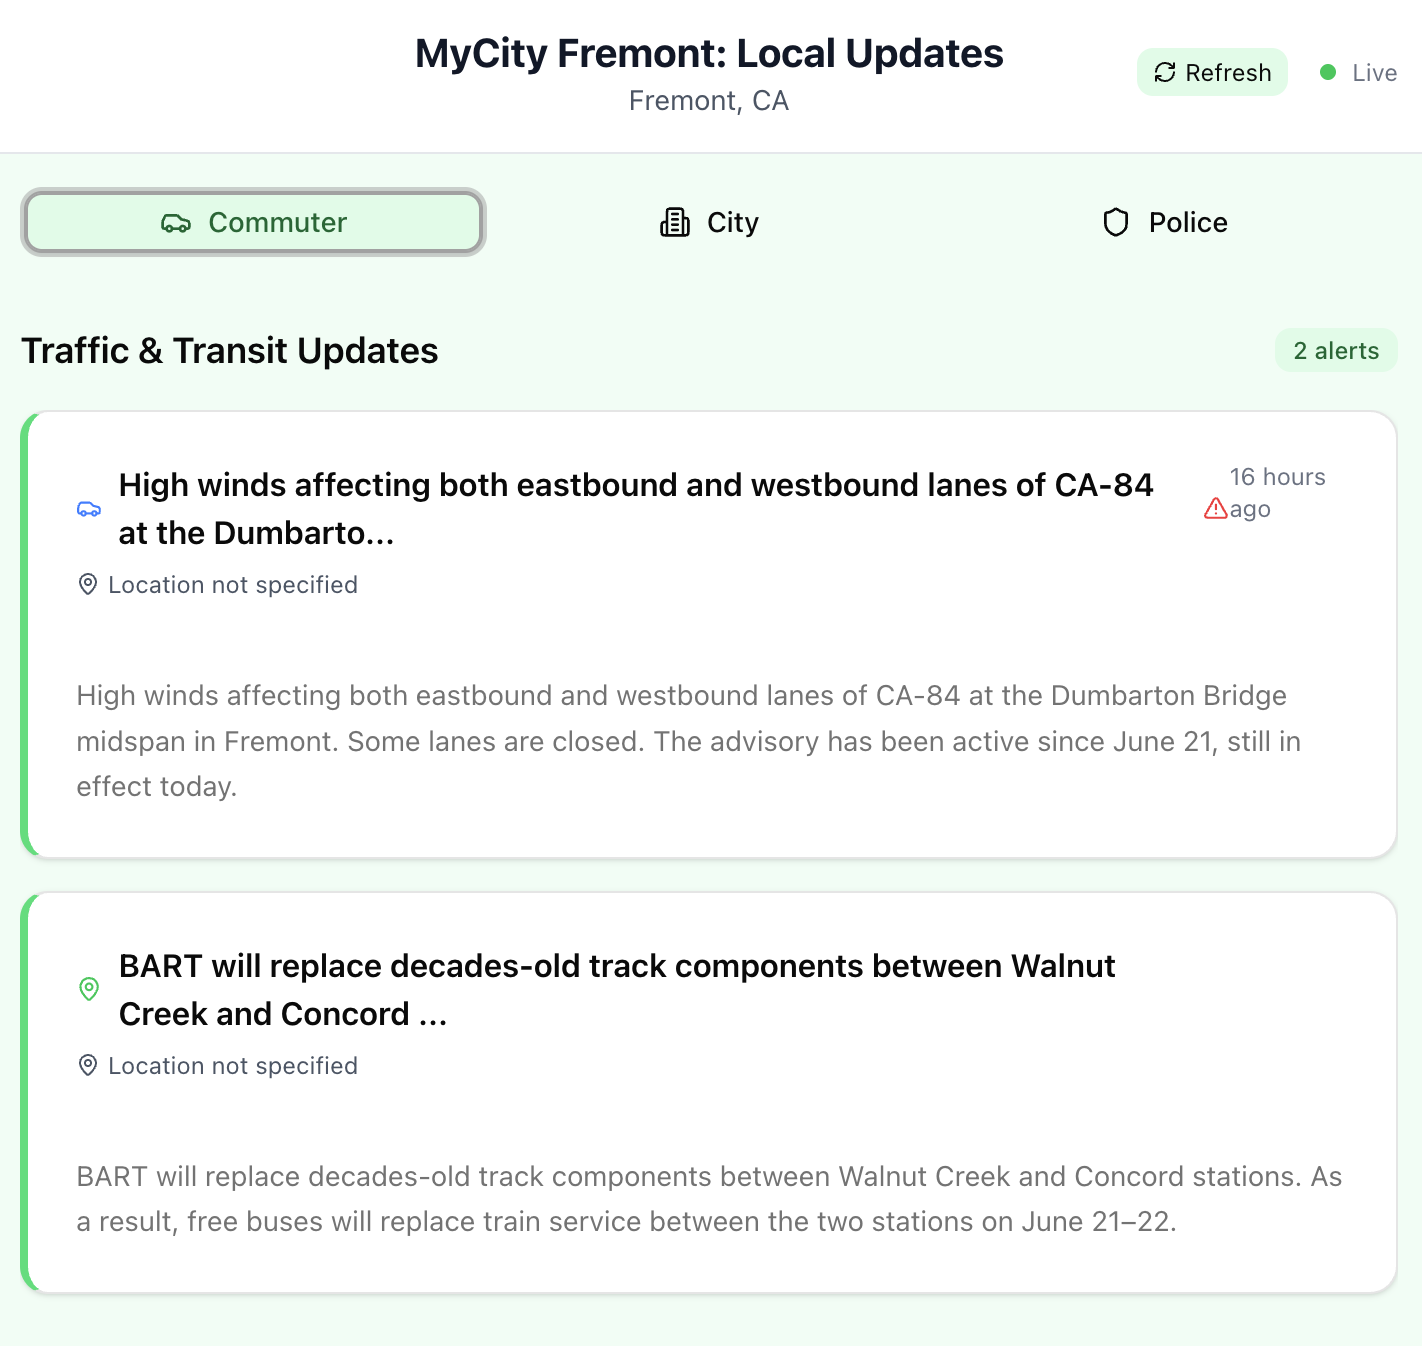 MyCity Fremont: Local Updates
Fremont, CA
Refresh
Live
Commuter
City
Police
Traffic & Transit Updates
2 alerts
High winds affecting both eastbound and westbound lanes of CA-84
at the Dumbarto...
16 hours
ago
Location not specified
High winds affecting both eastbound and westbound lanes of CA-84 at the Dumbarton Bridge
midspan in Fremont. Some lanes are closed. The advisory has been active since June 21, still in
effect today.
BART will replace decades-old track components between Walnut
Creek and Concord ...
Location not specified
BART will replace decades-old track components between Walnut Creek and Concord stations. As
a result, free buses will replace train service between the two stations on June 21–22.